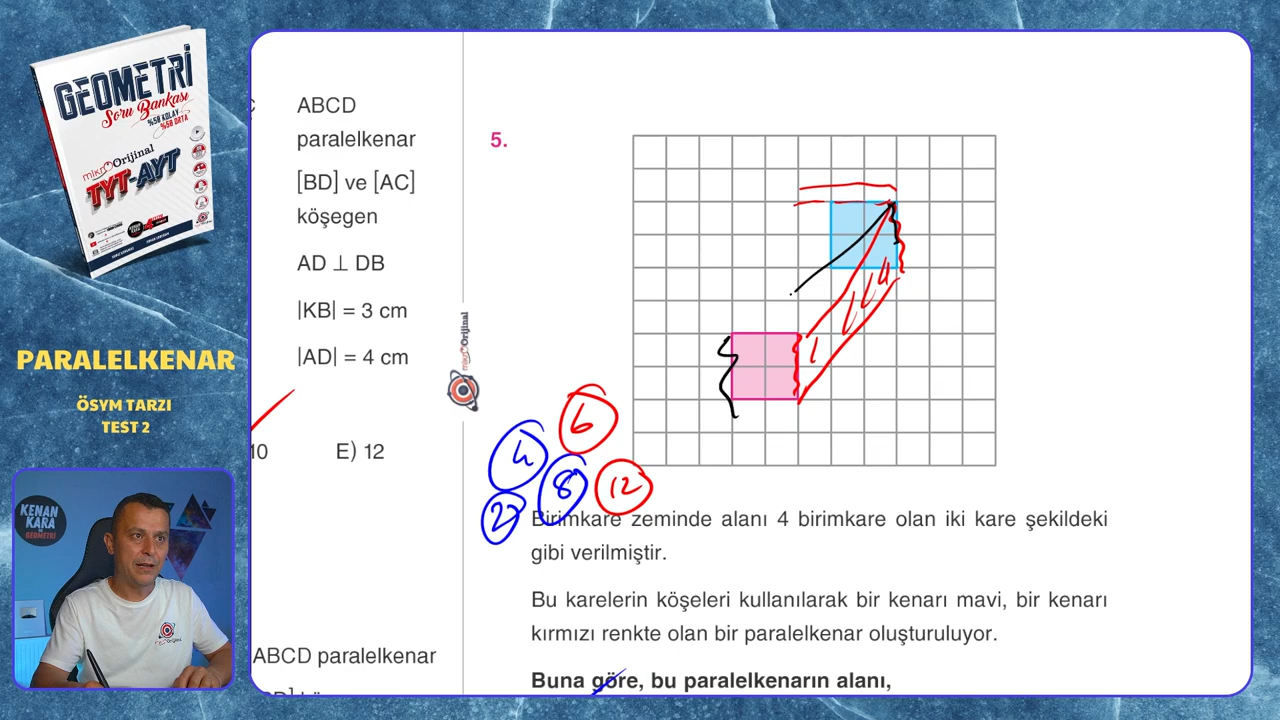 GEOMETRİ
Soru Bankası
%50 KOLAY
%50 ORTA
mikro Orijinal
TYT-AYT
PARALELKENAR
ÖSYM TARZI
TEST 2
KENAN
KARA
GEOMETRİ
ABCD
paralelkenar
[BD] ve [AC]
köşegen
AD ⊥ DB
|KB| = 3 cm
|AD| = 4 cm
10
E) 12
ABCD paralelkenar
mikro Orijinal
5.
6
4
8
12
2
Birimkare zeminde alanı 4 birimkare olan iki kare şekildeki
gibi verilmiştir.
Bu karelerin köşeleri kullanılarak bir kenarı mavi, bir kenarı
kırmızı renkte olan bir paralelkenar oluşturuluyor.
Buna göre, bu paralelkenarın alanı,